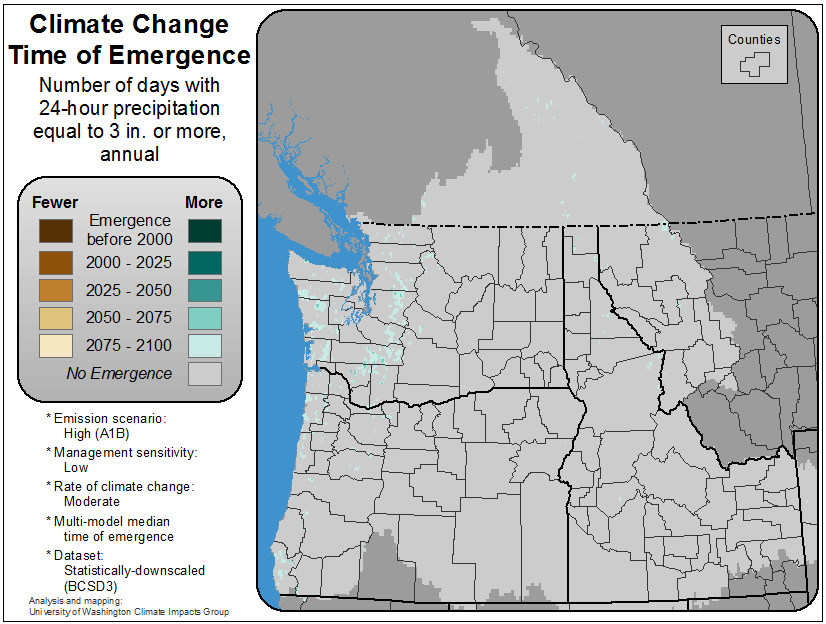 Climate Change
Time of Emergence
Number of days with
24-hour precipitation
equal to 3 in. or more,
annual
Fewer
More
Emergence
before 2000
2000 - 2025
2025 - 2050
2050 - 2075
2075 - 2100
No Emergence
* Emission scenario:
High (A1B)
* Management sensitivity:
Low
* Rate of climate change:
Moderate
* Multi-model median
time of emergence
* Dataset:
Statistically-downscaled
(BCSD3)
Analysis and mapping:
University of Washington Climate Impacts Group
Counties